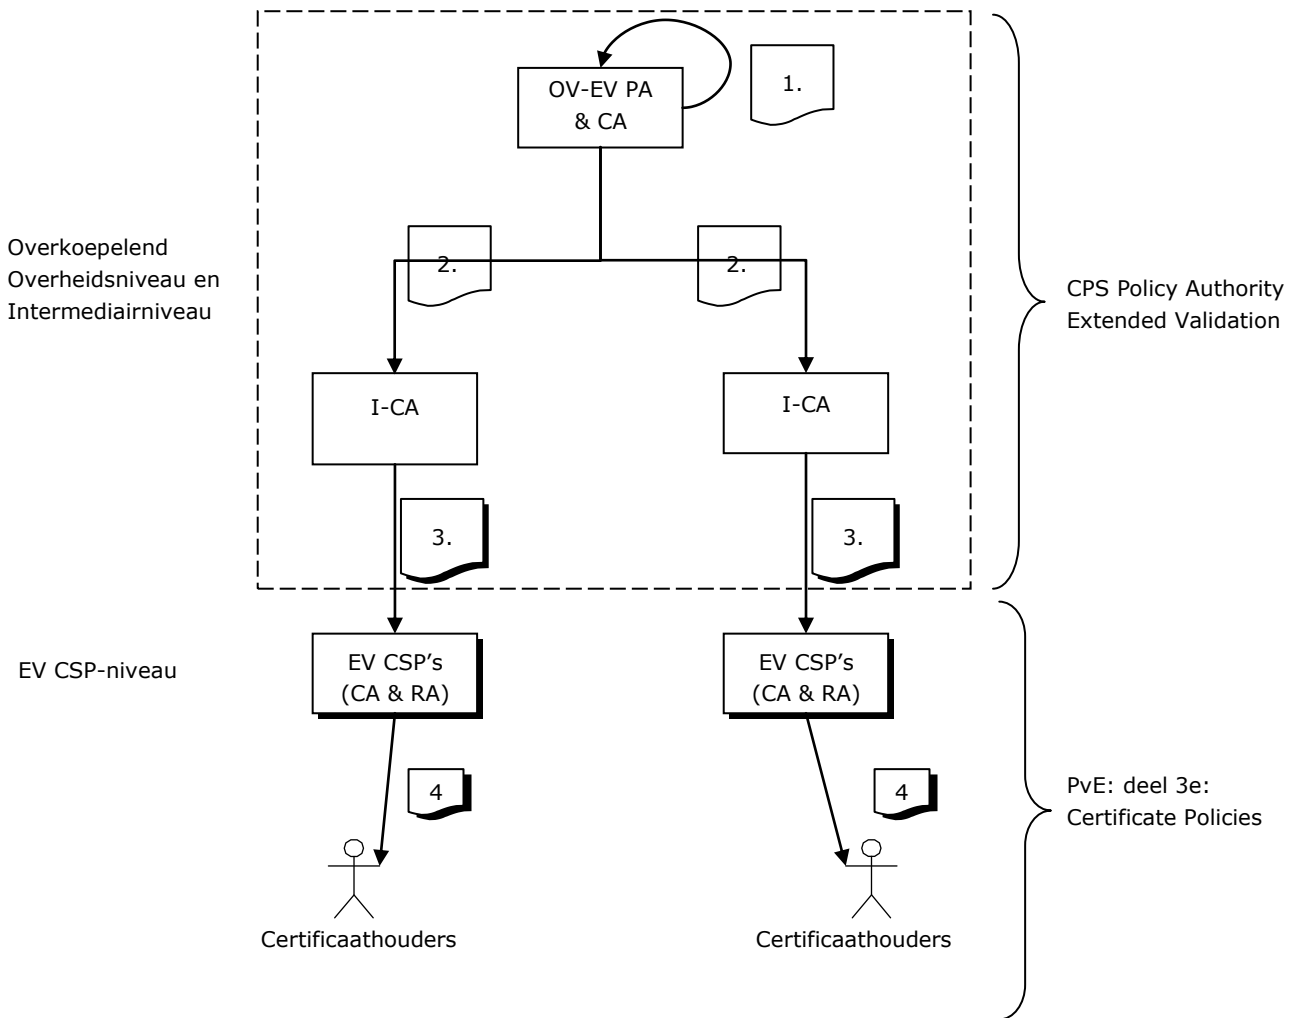 OV-EV PA
& CA
1.
Overkoepelend
Overheidsniveau en
Intermediairniveau
2.
2.
CPS Policy Authority
Extended Validation
I-CA
I-CA
3.
3.
EV CSP-niveau
EV CSP’s
(CA & RA)
EV CSP’s
(CA & RA)
4
4
PvE: deel 3e:
Certificate Policies
Certificaathouders
Certificaathouders